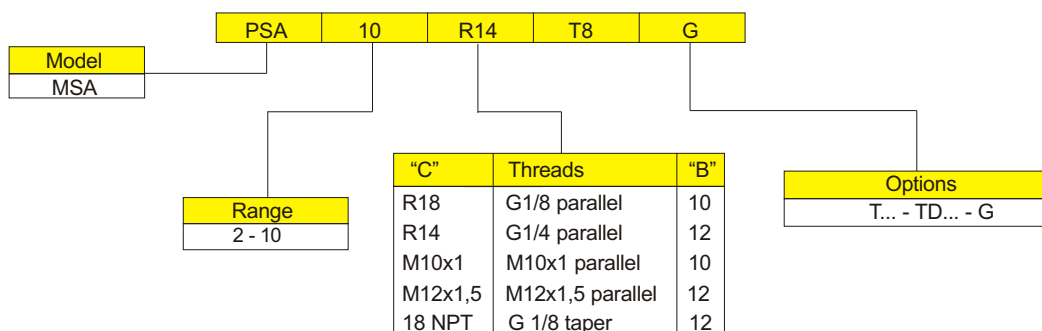 PSA 10 R14 T8 G
Model
MSA
Range
2 - 10
“C” Threads “B”
R18 G1/8 parallel 10
R14 G1/4 parallel 12
M10x1 M10x1 parallel 10
M12x1,5 M12x1,5 parallel 12
18 NPT G 1/8 taper 12
Options
T... - TD... - G